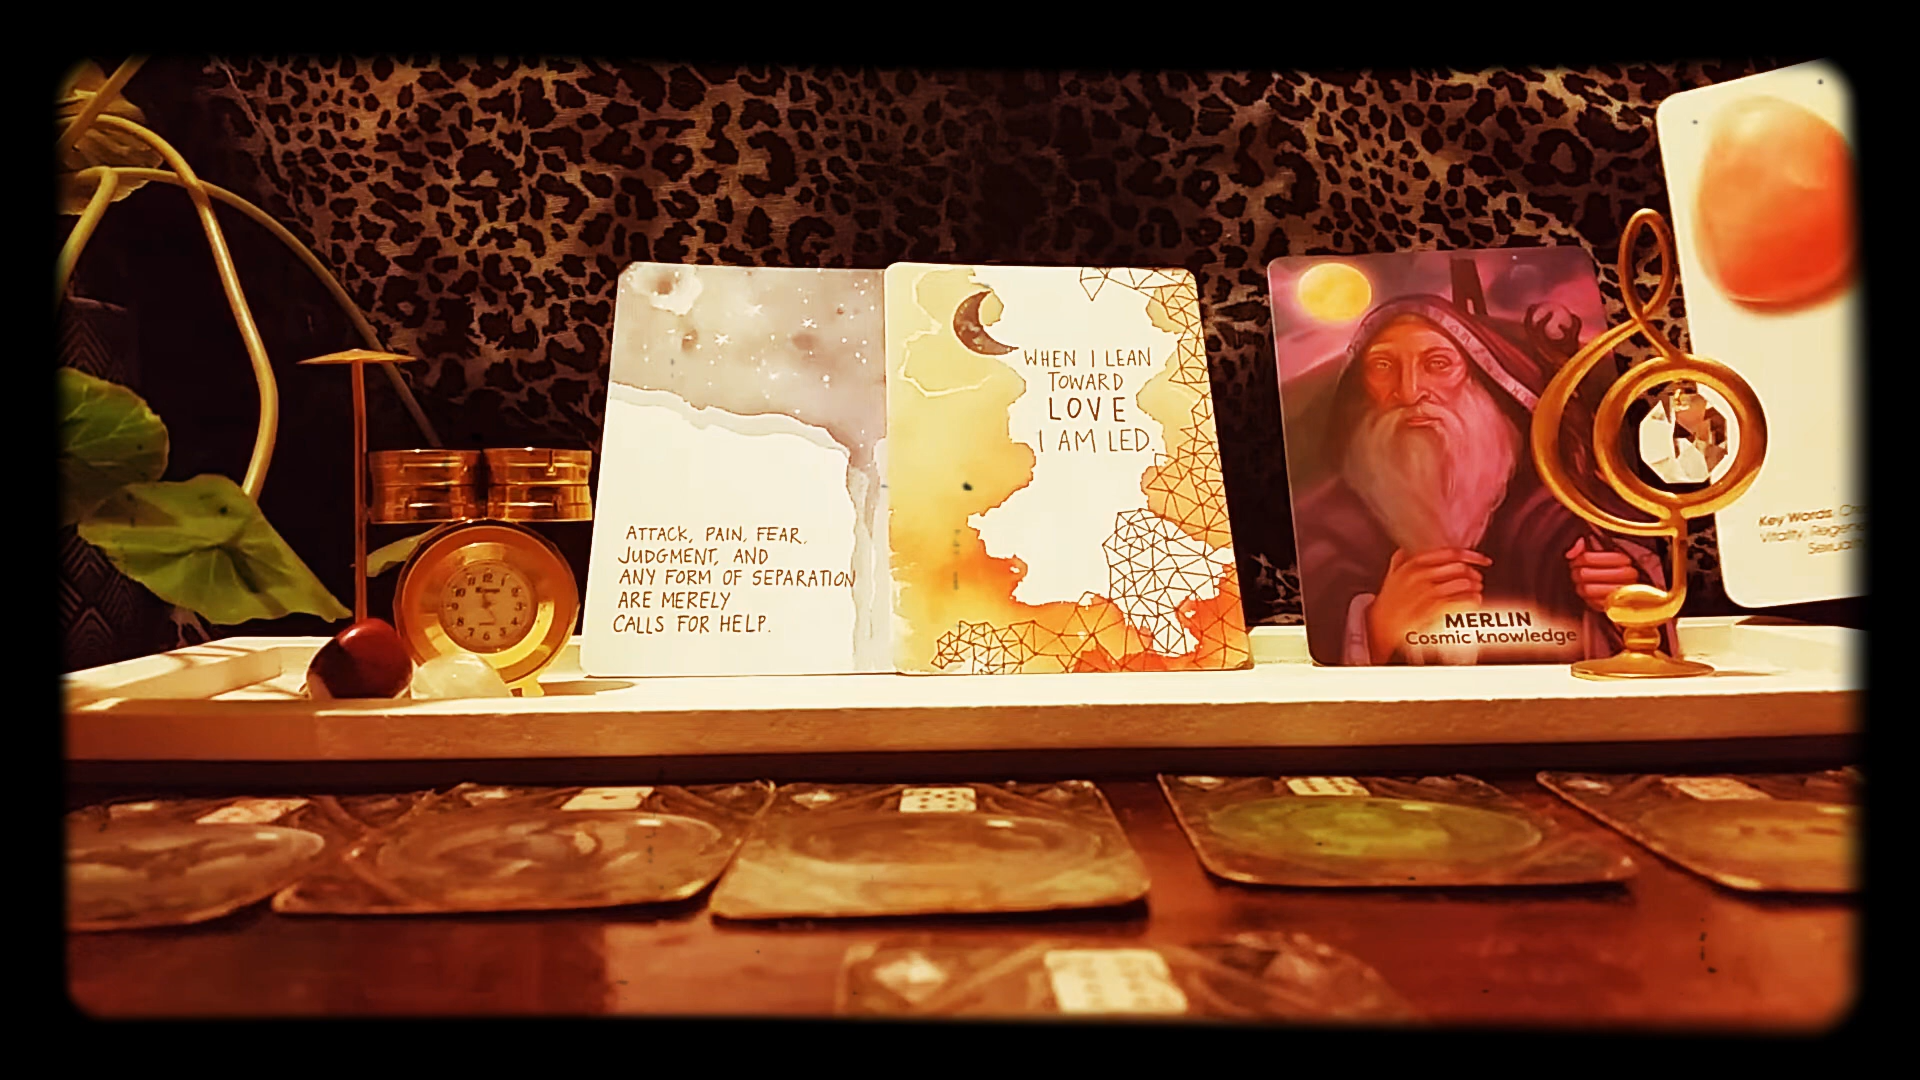 ATTACK, PAIN, FEAR,
JUDGMENT, AND
ANY FORM OF SEPARATION
ARE MERELY
CALLS FOR HELP.
WHEN I LEAN
TOWARD
LOVE
I AM LED.
MERLIN
Cosmic knowledge
Key Words:
Vitality,